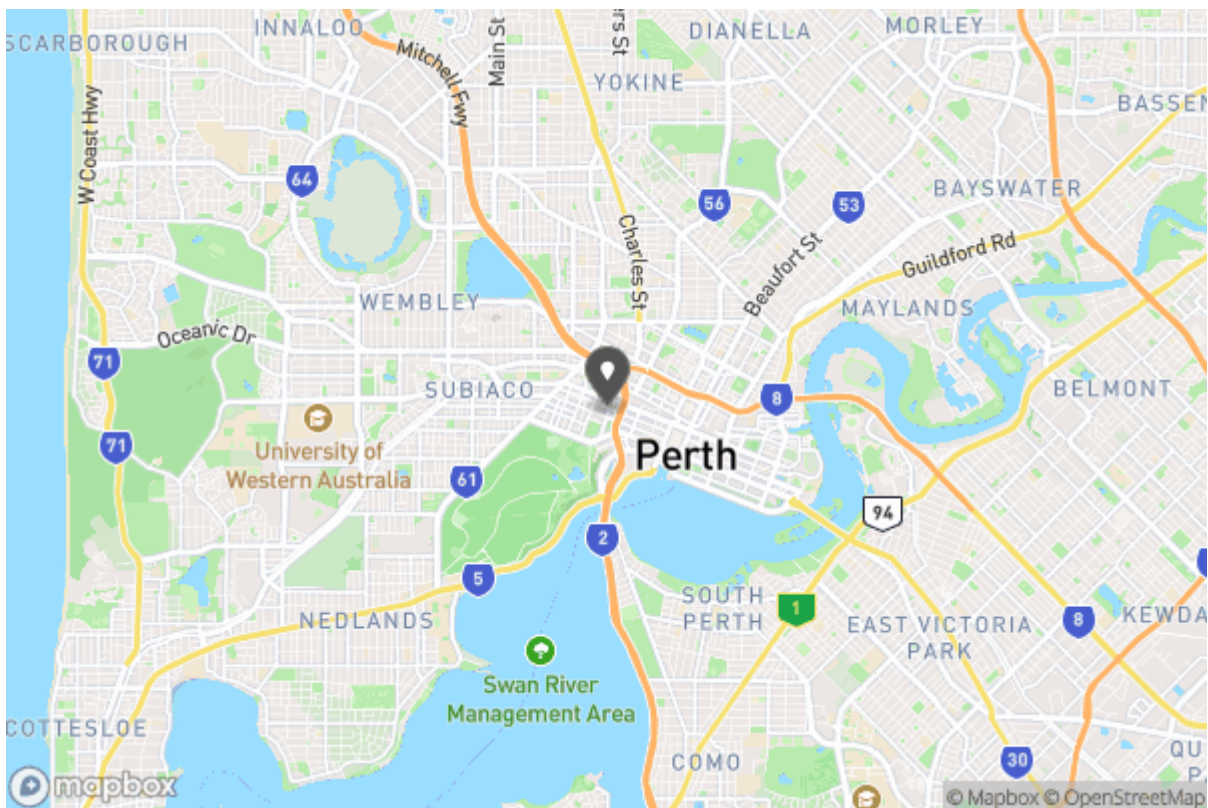 INNALOO
SCARBOROUGH
Main St
ers St
DIANELLA
MORLEY
Mitchell Fwy
YOKINE
BASSEN
W Coast Hwy
64
56
53
BAYSWATER
Charles St
Beaufort St
Guildford Rd
WEMBLEY
MAYLANDS
Oceanic Dr
71
SUBIACO
8
BELMONT
71
University of
Western Australia
61
Perth
94
2
5
NEDLANDS
SOUTH
PERTH
1
EAST VICTORIA
PARK
8
KEWDA
Swan River
Management Area
COTTESLOE
COMO
30
QU
P
mapbox
© Mapbox © OpenStreetMap